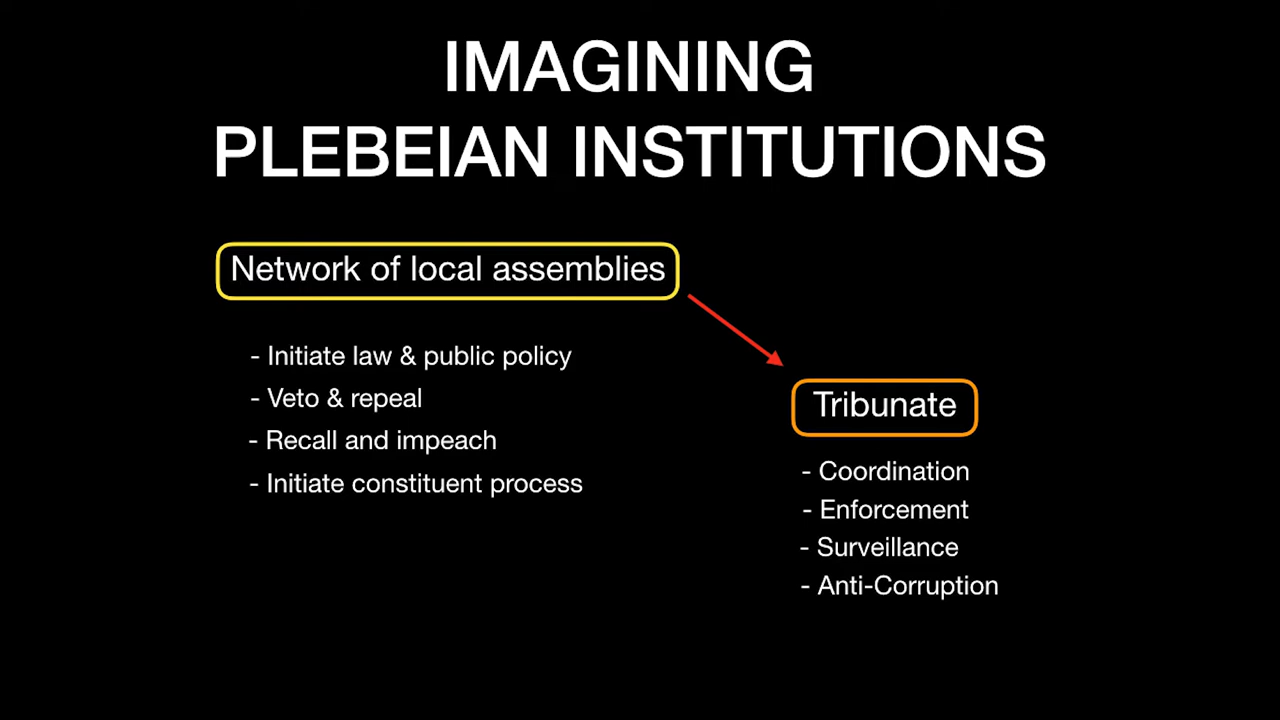 IMAGINING
PLEBEIAN INSTITUTIONS
Network of local assemblies
- Initiate law & public policy
- Veto & repeal
- Recall and impeach
- Initiate constituent process
Tribunate
- Coordination
- Enforcement
- Surveillance
- Anti-Corruption